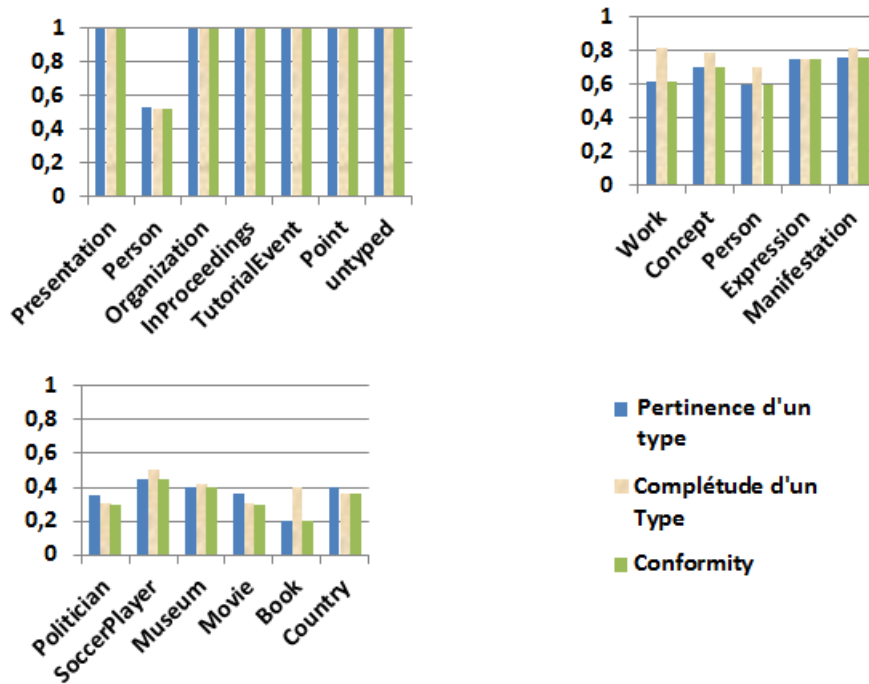 1
0,8
0,6
0,4
0,2
0
Presentation
Person
Organization
InProceedings
TutorialEvent
Point
untyped
1
0,8
0,6
0,4
0,2
0
Work
Concept
Person
Expression
Manifestation
1
0,8
0,6
0,4
0,2
0
Politician
SoccerPlayer
Museum
Movie
Book
Country
Pertinence d'un
type
Complétude d'un
Type
Conformity